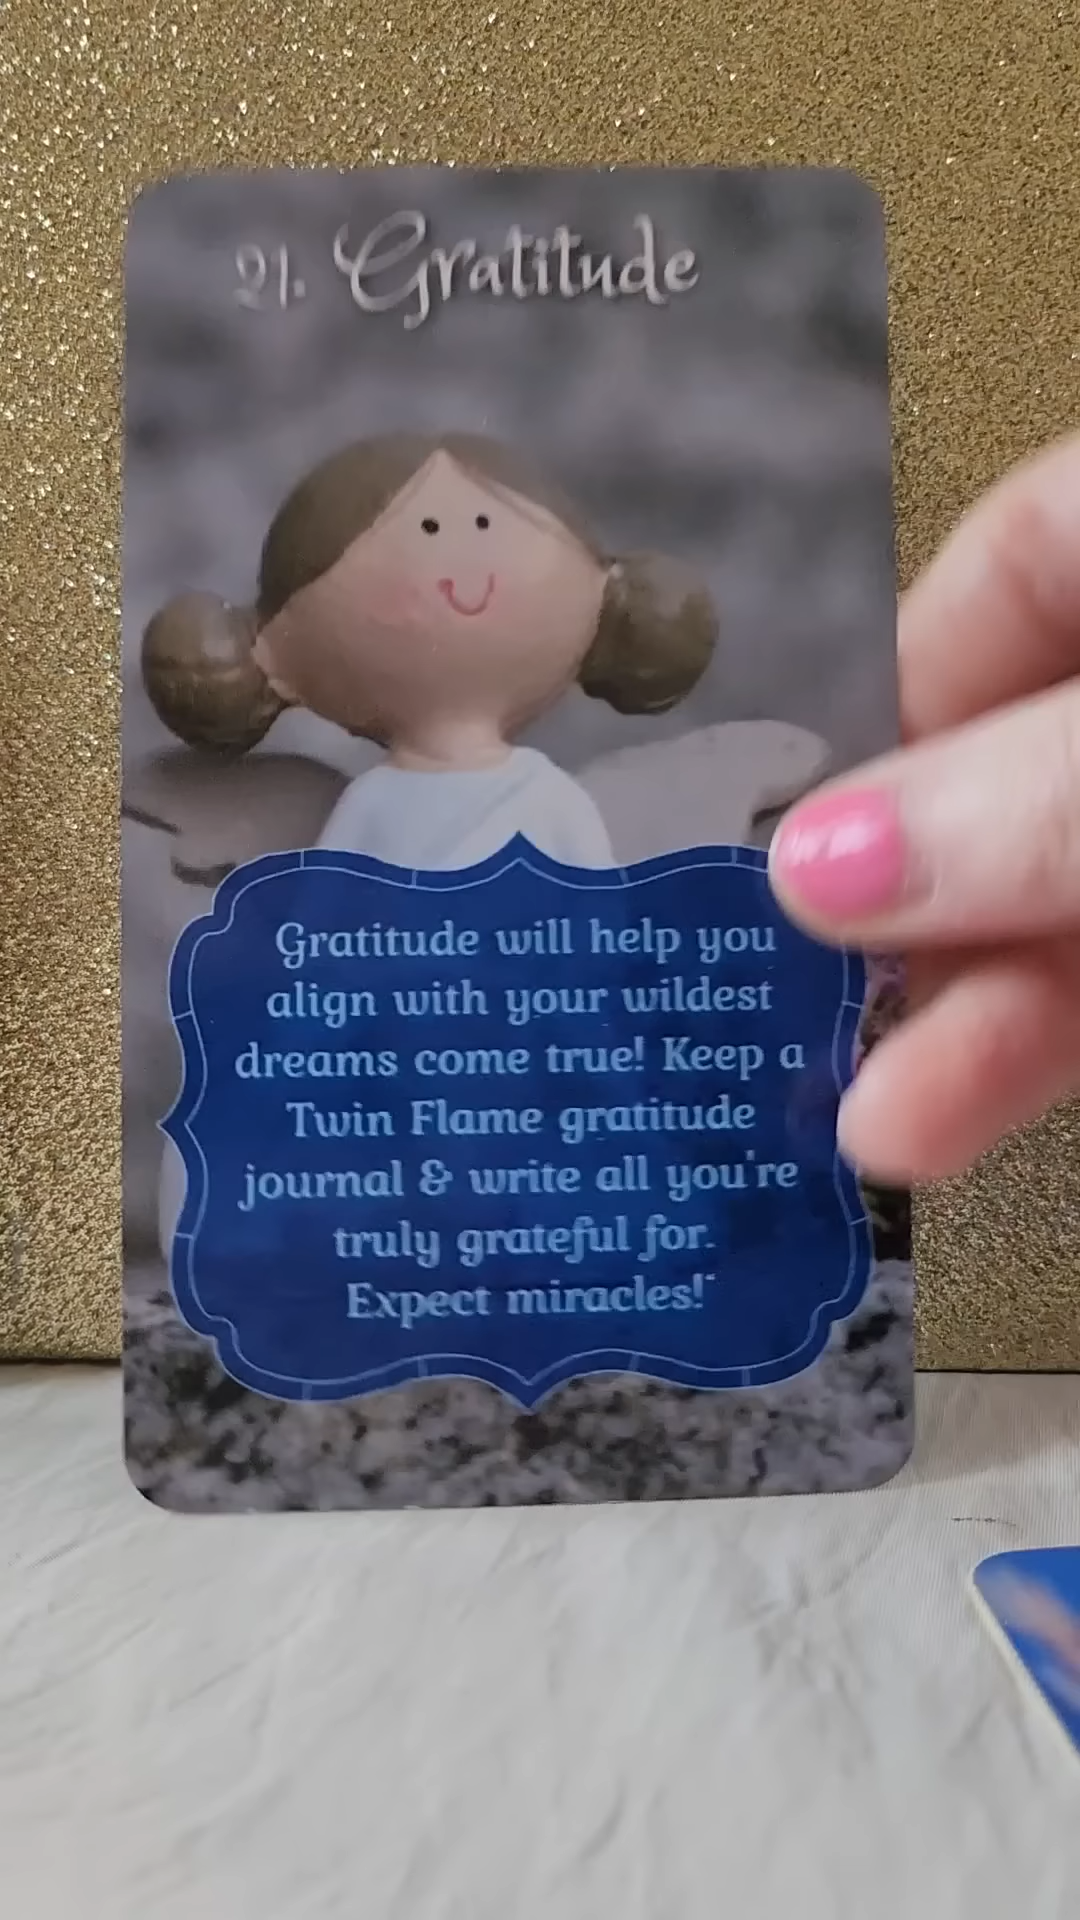 21. Gratitude
Gratitude will help you
align with your wildest
dreams come true! Keep a
Twin Flame gratitude
journal & write all you're
truly grateful for.
Expect miracles!"